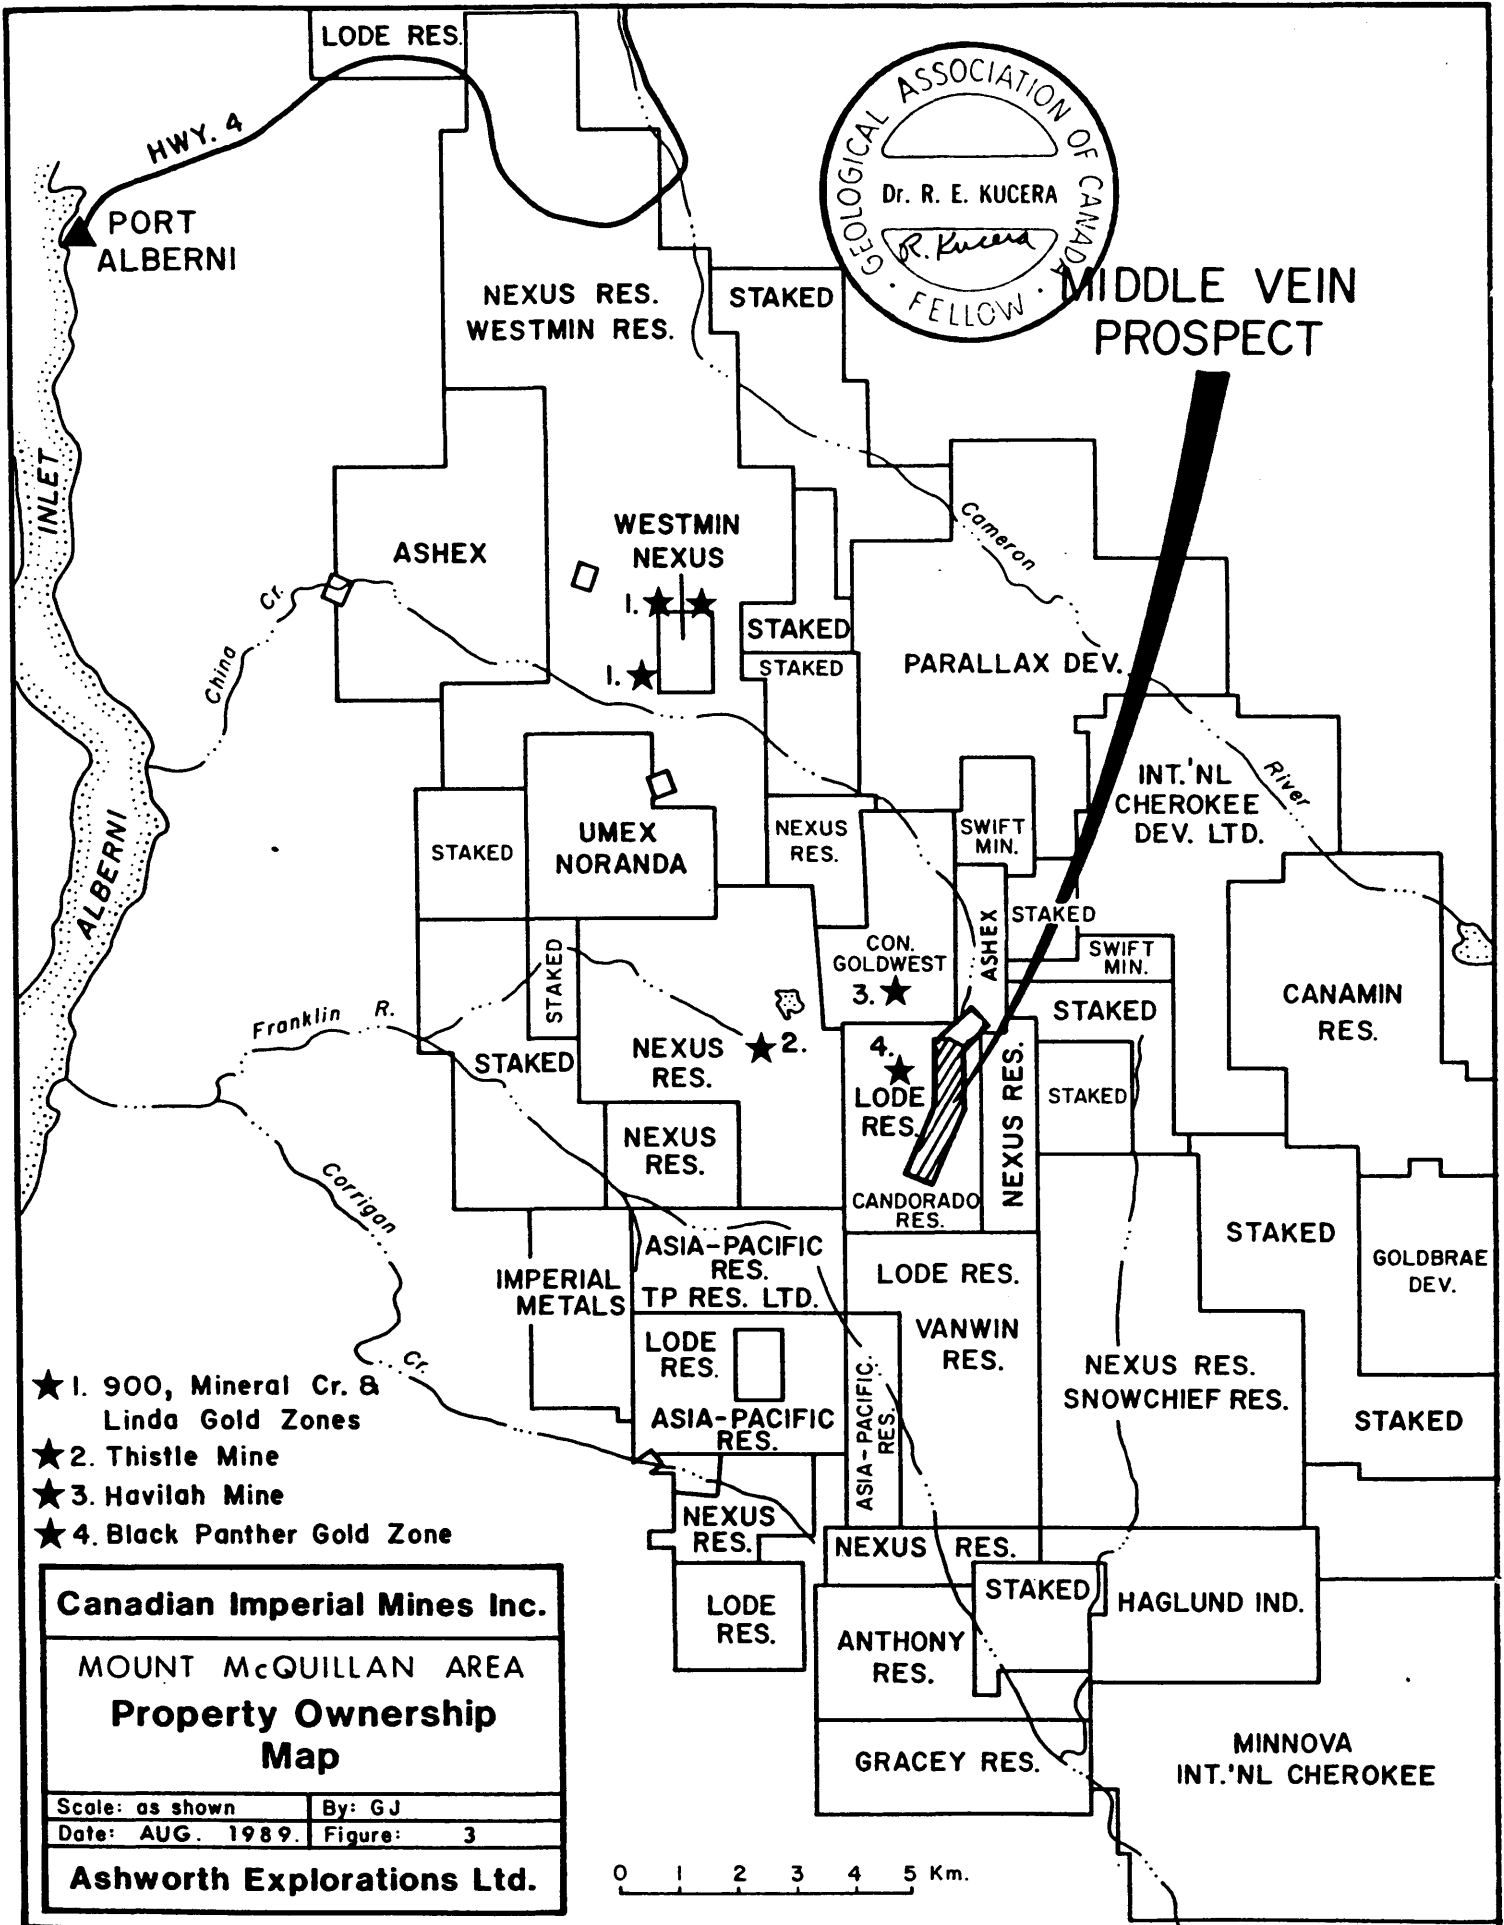 LODE RES.
HWY. 4
PORT
ALBERNI
GEOLOGICAL ASSOCIATION OF CANADA
Dr. R. E. KUCERA
R. Kucera
· FELLOW ·
MIDDLE VEIN
PROSPECT
NEXUS RES.
WESTMIN RES.
STAKED
INLET
ALBERNI
ASHEX
WESTMIN
NEXUS
1.
1.
Cameron
River
China
Cr.
STAKED
STAKED
PARALLAX DEV.
INT.'NL
CHEROKEE
DEV. LTD.
STAKED
UMEX
NORANDA
NEXUS
RES.
SWIFT
MIN.
ASHEX
STAKED
SWIFT
MIN.
CON.
GOLDWEST
3.
STAKED
CANAMIN
RES.
STAKED
Franklin R.
STAKED
NEXUS
RES.
2.
4.
LODE
RES.
NEXUS RES.
STAKED
NEXUS
RES.
CANDORADO
RES.
Corrigan
Cr.
STAKED
GOLDBRAE
DEV.
ASIA-PACIFIC
RES.
TP RES. LTD.
IMPERIAL
METALS
LODE RES.
VANWIN
RES.
LODE
RES.
ASIA-PACIFIC
RES.
ASIA-PACIFIC
RES.
NEXUS RES.
SNOWCHIEF RES.
STAKED
★ 1. 900, Mineral Cr. &
Linda Gold Zones
★ 2. Thistle Mine
★ 3. Havilah Mine
★ 4. Black Panther Gold Zone
NEXUS
RES.
NEXUS RES.
LODE
RES.
STAKED
HAGLUND IND.
ANTHONY
RES.
GRACEY RES.
MINNOVA
INT.'NL CHEROKEE
Canadian Imperial Mines Inc.
MOUNT McQUILLAN AREA
Property Ownership
Map
Scale: as shown
By: GJ
Date: AUG. 1989.
Figure: 3
Ashworth Explorations Ltd.
0 1 2 3 4 5 Km.